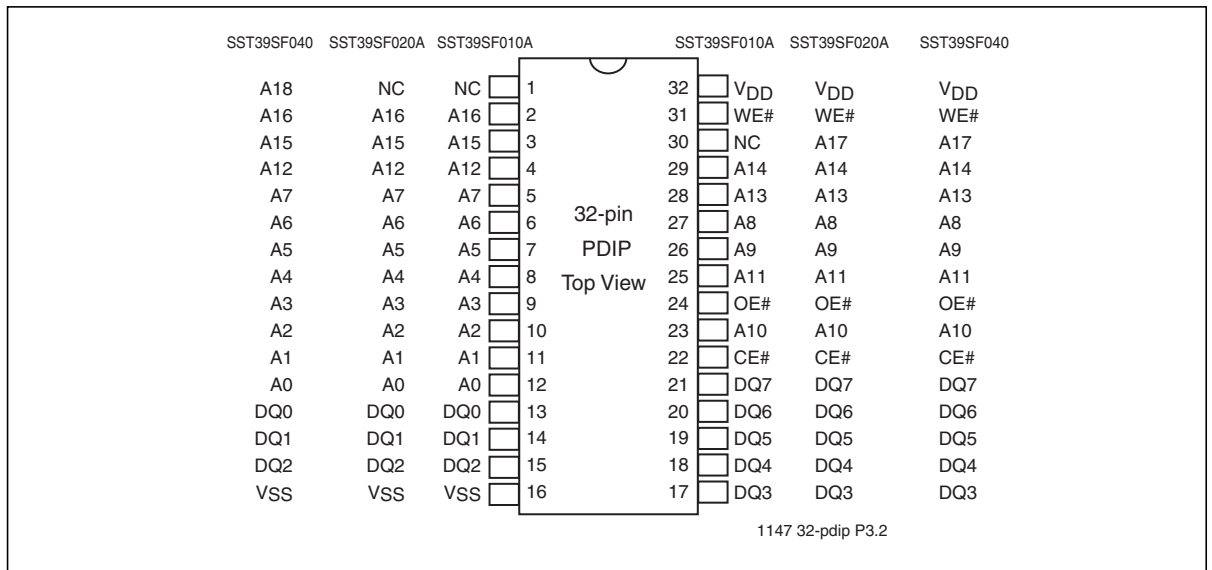 SST39SF040 SST39SF020A SST39SF010A SST39SF010A SST39SF020A SST39SF040
A18 NC NC 1 32 VDD VDD VDD
A16 A16 A16 2 31 WE# WE# WE#
A15 A15 A15 3 30 NC A17 A17
A12 A12 A12 4 29 A14 A14 A14
A7 A7 A7 5 28 A13 A13 A13
A6 A6 A6 6 32-pin 27 A8 A8 A8
A5 A5 A5 7 PDIP 26 A9 A9 A9
A4 A4 A4 8 Top View 25 A11 A11 A11
A3 A3 A3 9 24 OE# OE# OE#
A2 A2 A2 10 23 A10 A10 A10
A1 A1 A1 11 22 CE# CE# CE#
A0 A0 A0 12 21 DQ7 DQ7 DQ7
DQ0 DQ0 DQ0 13 20 DQ6 DQ6 DQ6
DQ1 DQ1 DQ1 14 19 DQ5 DQ5 DQ5
DQ2 DQ2 DQ2 15 18 DQ4 DQ4 DQ4
VSS VSS VSS 16 17 DQ3 DQ3 DQ3
1147 32-pdip P3.2